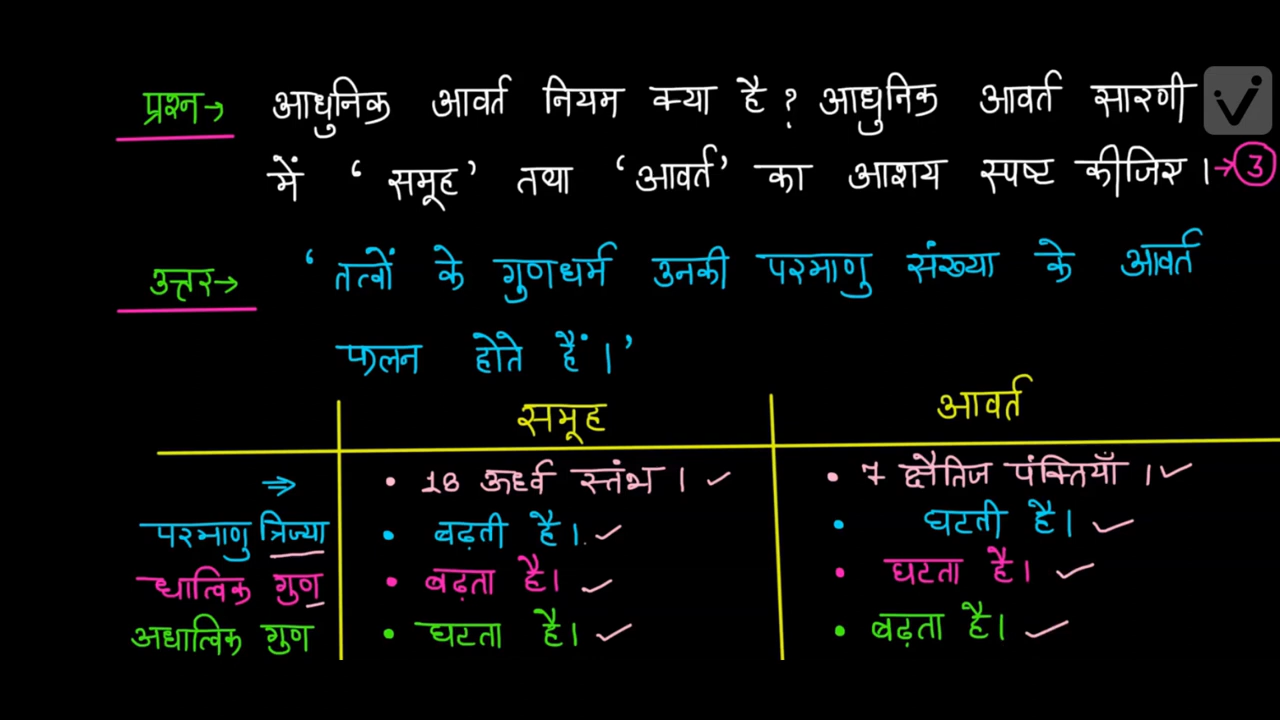 प्रश्न→ आधुनिक आवर्त नियम क्या है? आधुनिक आवर्त सारणी
में ‘समूह’ तथा ‘आवर्त’ का आशय स्पष्ट कीजिए।→3
उत्तर→ ‘तत्वों के गुणधर्म उनकी परमाणु संख्या के आवर्त
फलन होते हैं।’
समूह आवर्त
⇒ • 18 ऊर्ध्व स्तंभ। ✓ • 7 क्षैतिज पंक्तियाँ। ✓
परमाणु त्रिज्या • बढ़ती है। ✓ • घटती है। ✓
धात्विक गुण • बढ़ता है। ✓ • घटता है। ✓
अधात्विक गुण • घटता है। ✓ • बढ़ता है। ✓